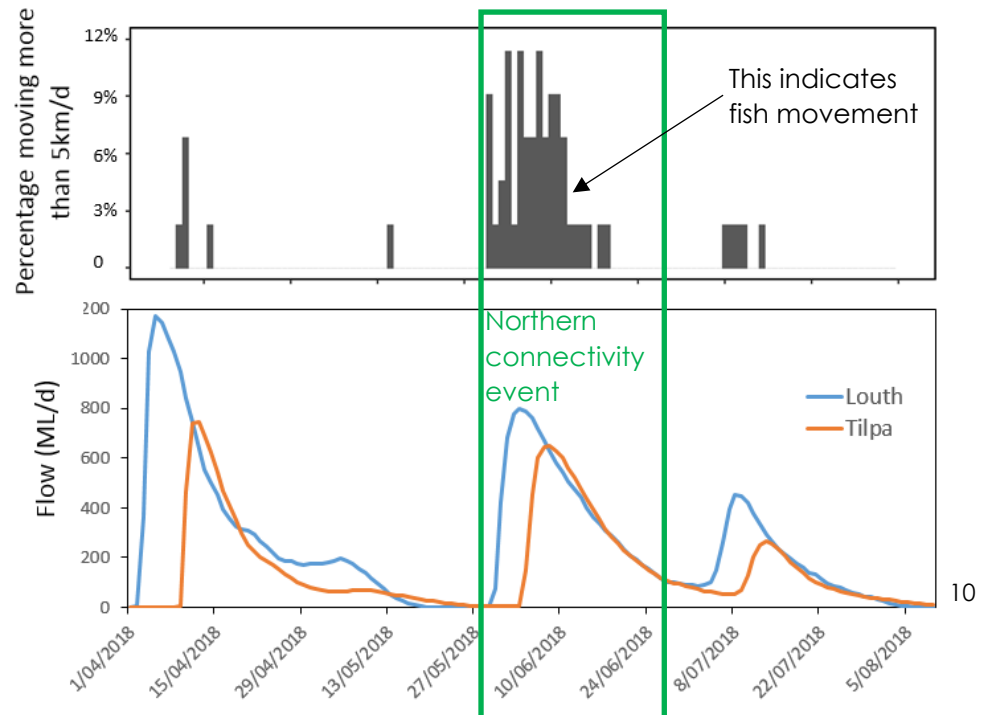 Percentage moving more
than 5km/d
12%
9%
6%
3%
0
This indicates
fish movement
Flow (ML/d)
200
1000
800
600
400
200
0
Northern
connectivity
event
Louth
Tilpa
1/04/2018
15/04/2018
29/04/2018
13/05/2018
27/05/2018
10/06/2018
24/06/2018
8/07/2018
22/07/2018
5/08/2018
10